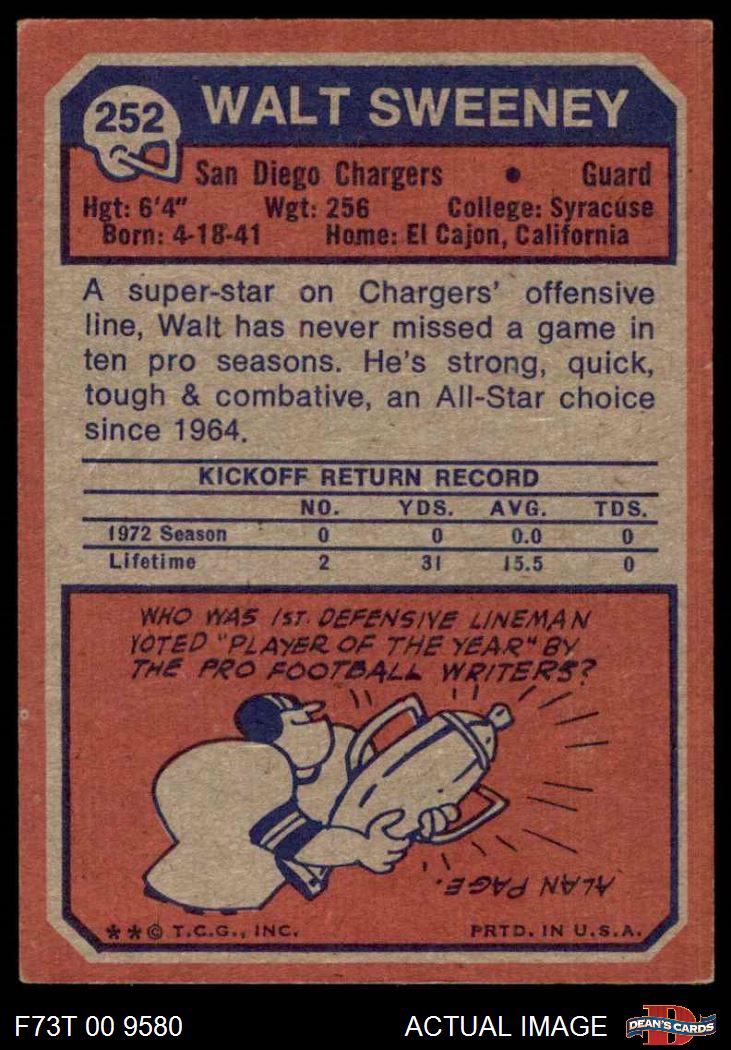 252
WALT SWEENEY
San Diego Chargers • Guard
Hgt: 6'4" Wgt: 256 College: Syracuse
Born: 4-18-41 Home: El Cajon, California
A super-star on Chargers' offensive
line, Walt has never missed a game in
ten pro seasons. He's strong, quick,
tough & combative, an All-Star choice
since 1964.
KICKOFF RETURN RECORD
NO. YDS. AVG. TDS.
1972 Season 0 0 0.0 0
Lifetime 2 31 15.5 0
WHO WAS 1ST. DEFENSIVE LINEMAN
VOTED "PLAYER OF THE YEAR" BY
THE PRO FOOTBALL WRITERS?
ALAN PAGE.
**© T.C.G., INC. PRTD. IN U.S.A.
F73T 00 9580 ACTUAL IMAGE D DEAN'S CARDS